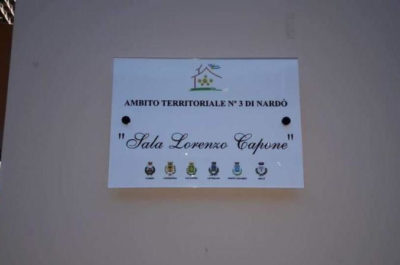 AMBITO TERRITORIALE N° 3 DI NARDÒ
"Sala Lorenzo Capone"